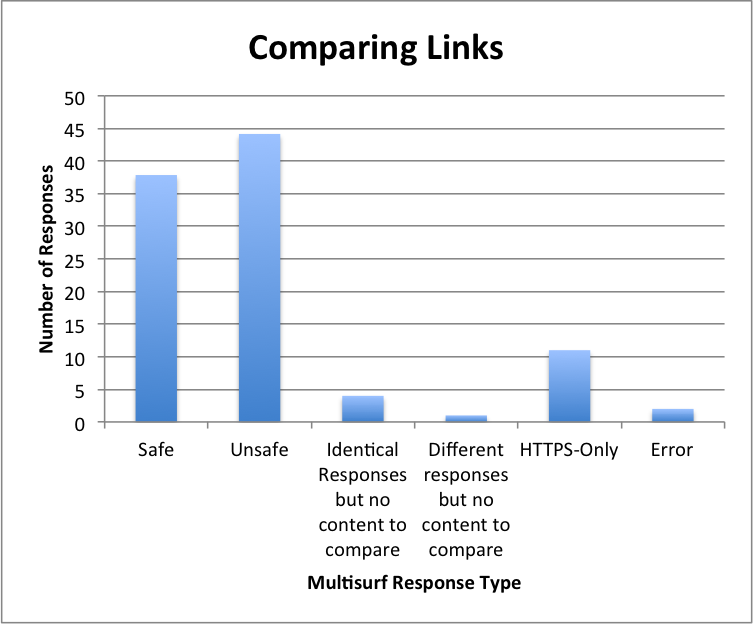 Comparing Links
50
45
40
35
30
25
20
15
10
5
0
Number of Responses
Safe
Unsafe
Identical
Responses
but no
content to
compare
Different
responses
but no
content to
compare
HTTPS-Only
Error
Multisurf Response Type